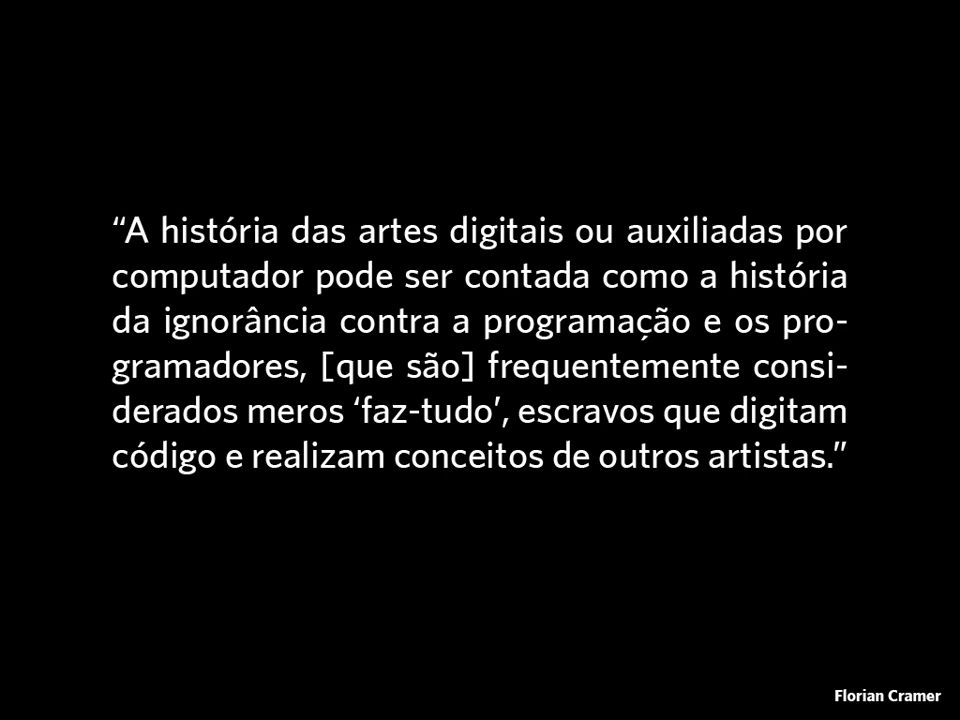 “A história das artes digitais ou auxiliadas por
computador pode ser contada como a história
da ignorância contra a programação e os pro-
gramadores, [que são] frequentemente consi-
derados meros ‘faz-tudo’, escravos que digitam
código e realizam conceitos de outros artistas.”
Florian Cramer